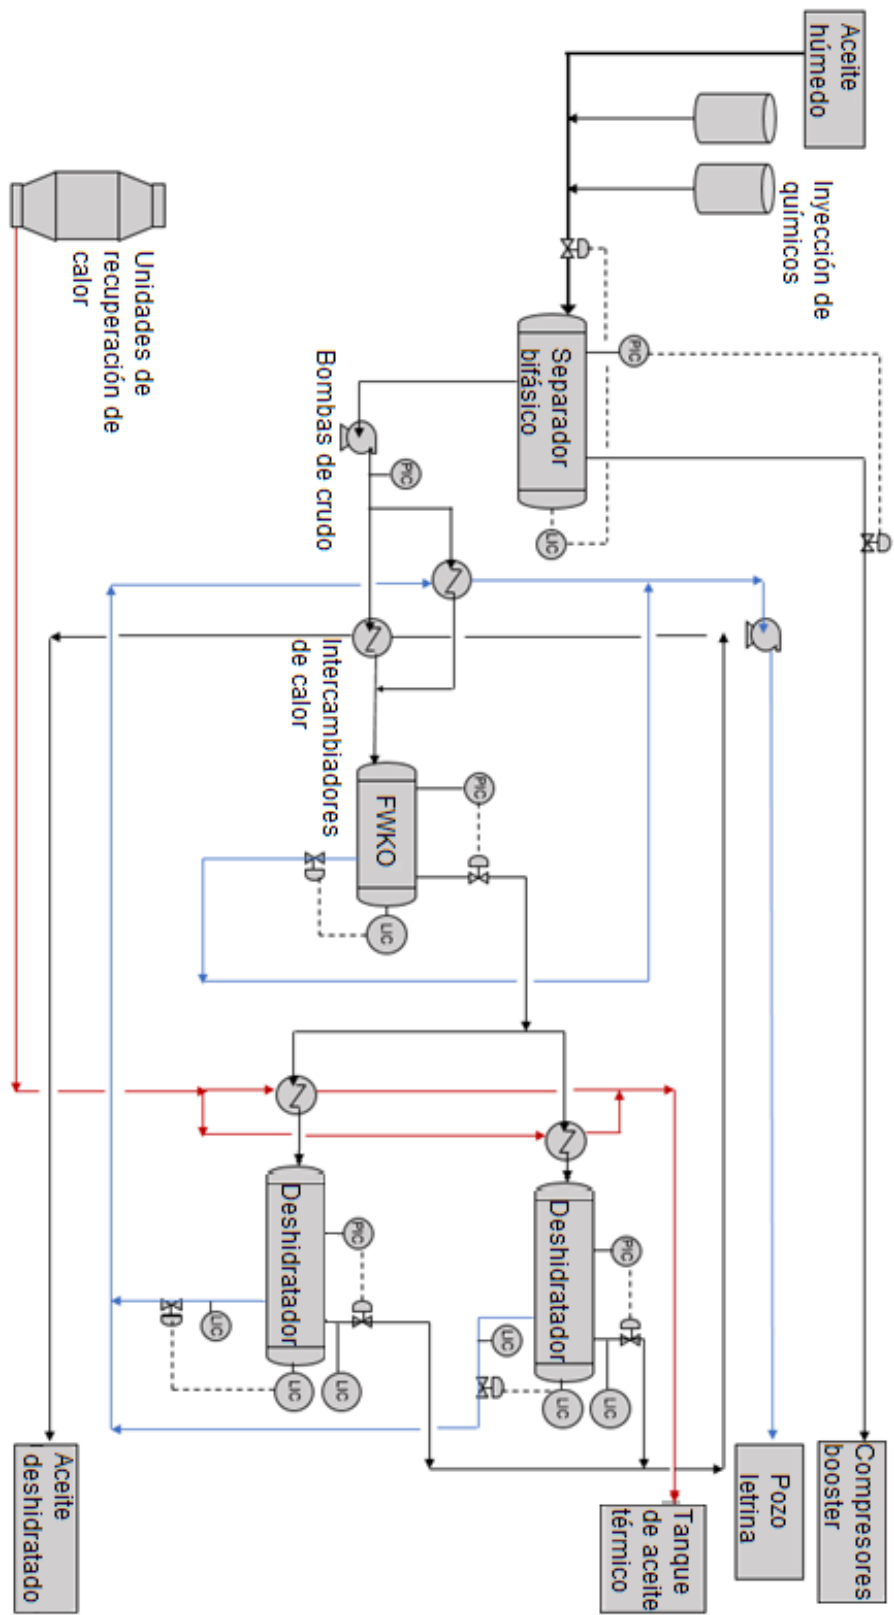 Aceite
húmedo
Inyección de
químicos
Unidades de
recuperación de
calor
PIC
Separador
bifásico
LIC
Bombas de crudo
PIC
Intercambiadores
de calor
PIC
FWKO
LIC
PIC
Deshidratador
LIC
LIC
LIC
PIC
Deshidratador
LIC
LIC
LIC
Compresores
booster
Pozo
letrina
Tanque
de aceite
térmico
Aceite
deshidratado